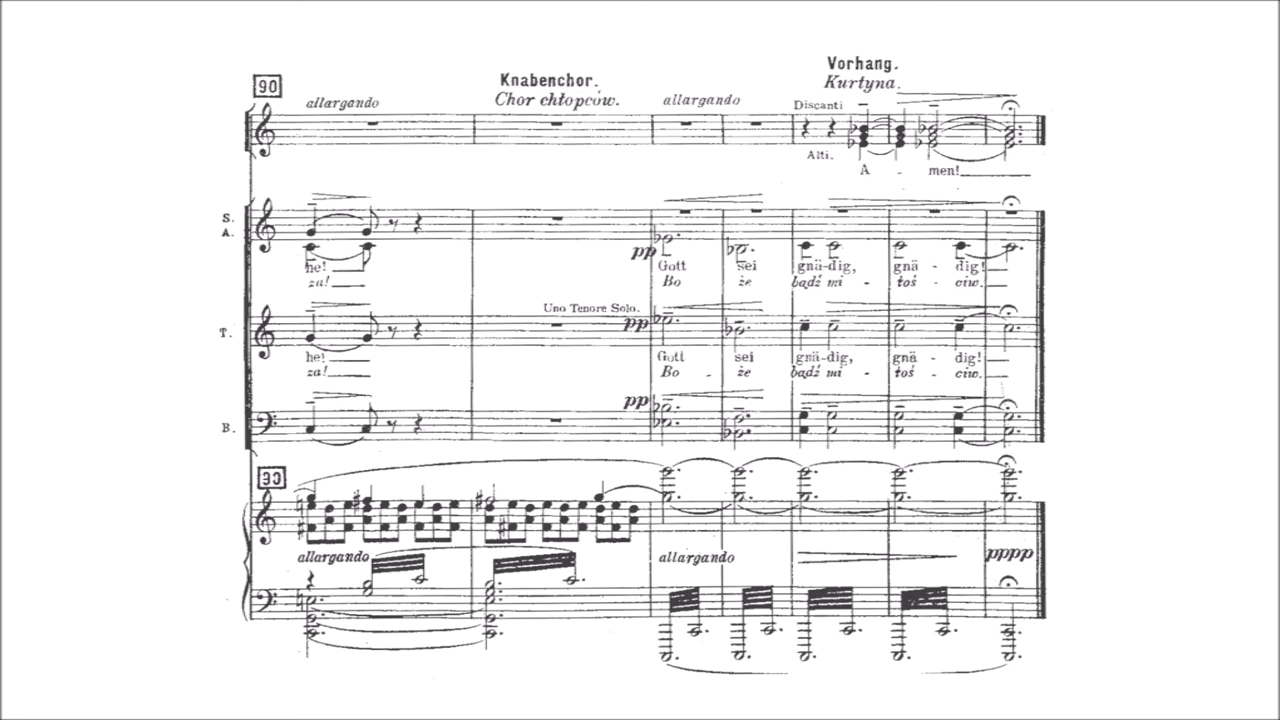 Vorhang.
90 Knabenchor. Kurtyna.
allargando Chor chłopców. allargando Discanti
Alti.
A - men!
S.
A.
pp
he! Gott sei gnä-dig, gnä - dig!
za! Bo że bądź mi - łoś - ciw.
Uno Tenore Solo.
T. pp
he! Gott sei gnä-dig, gnä - dig!
za! Bo - że bądź mi - łoś - ciw.
pp
B.
90
allargando allargando pppp